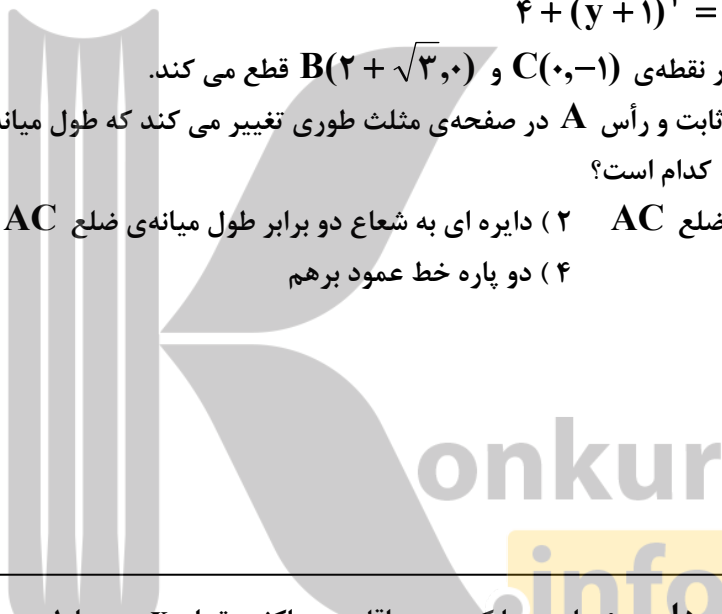 ۴ + (y + ۱)² =
نقطه‌ی C(۰,−۱) و B(۲ + √۳,۰) قطع می کند.
ثابت و رأس A در صفحه‌ی مثلث طوری تغییر می کند که طول
کدام است؟
ضلع AC ۲ ) دایره ای به شعاع دو برابر طول میانه‌ی ضلع AC
۴ ) دو پاره خط عمود برهم
onkur
info